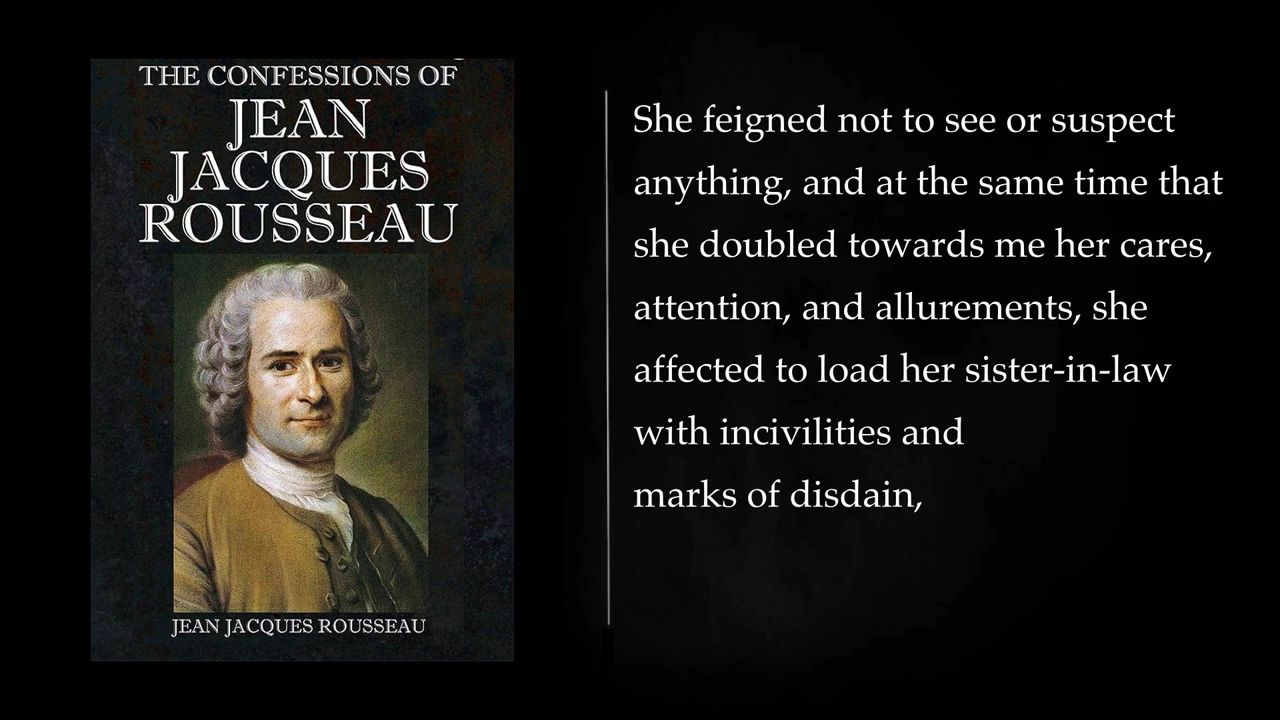 THE CONFESSIONS OF
JEAN
JACQUES
ROUSSEAU
JEAN JACQUES ROUSSEAU
She feigned not to see or suspect
anything, and at the same time that
she doubled towards me her cares,
attention, and allurements, she
affected to load her sister-in-law
with incivilities and
marks of disdain,